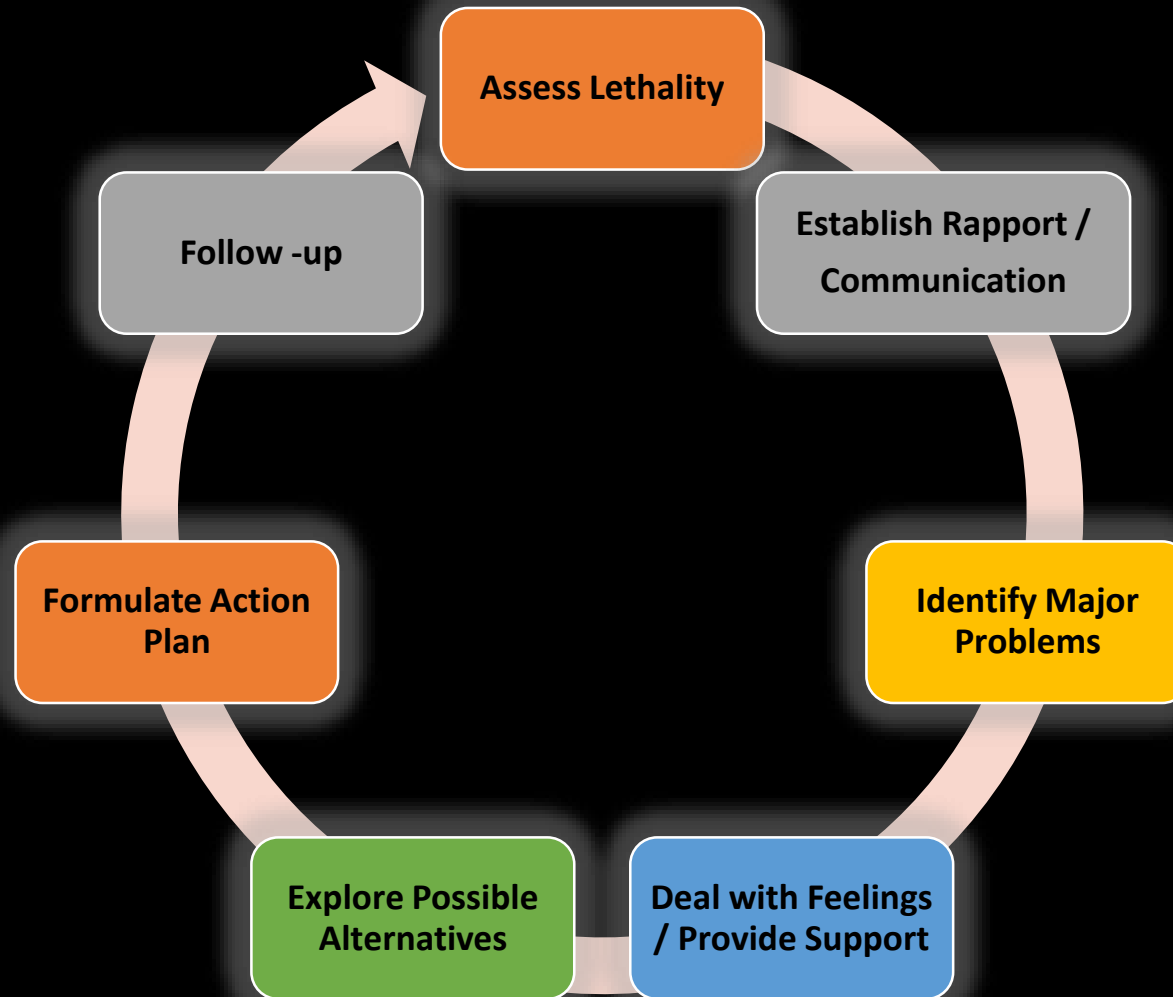 Assess Lethality
Establish Rapport /
Communication
Identify Major
Problems
Deal with Feelings
/ Provide Support
Explore Possible
Alternatives
Formulate Action
Plan
Follow -up